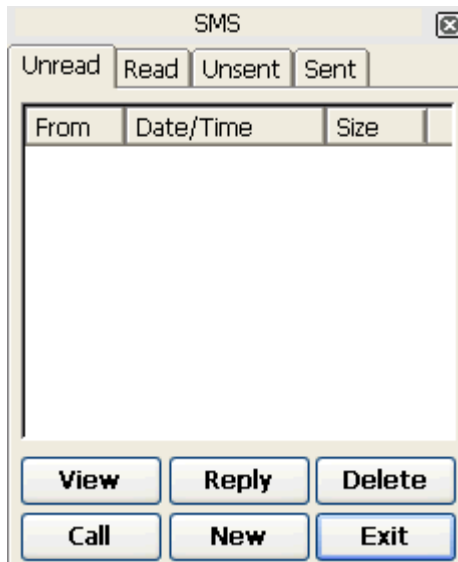 SMS
Unread Read Unsent Sent
From Date/Time Size
View Reply Delete
Call New Exit